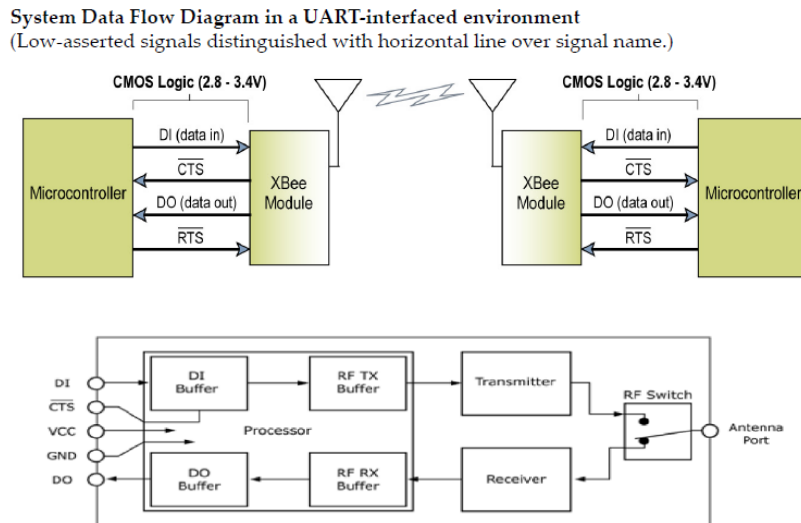 System Data Flow Diagram in a UART-interfaced environment
(Low-asserted signals distinguished with horizontal line over signal name.)
CMOS Logic (2.8 - 3.4V)
CMOS Logic (2.8 - 3.4V)
Microcontroller
DI (data in)
CTS
DO (data out)
RTS
XBee
Module
XBee
Module
DI (data in)
CTS
DO (data out)
RTS
Microcontroller
DI
CTS
VCC
GND
DO
DI
Buffer
RF TX
Buffer
Processor
DO
Buffer
RF RX
Buffer
Transmitter
Receiver
RF Switch
Antenna
Port